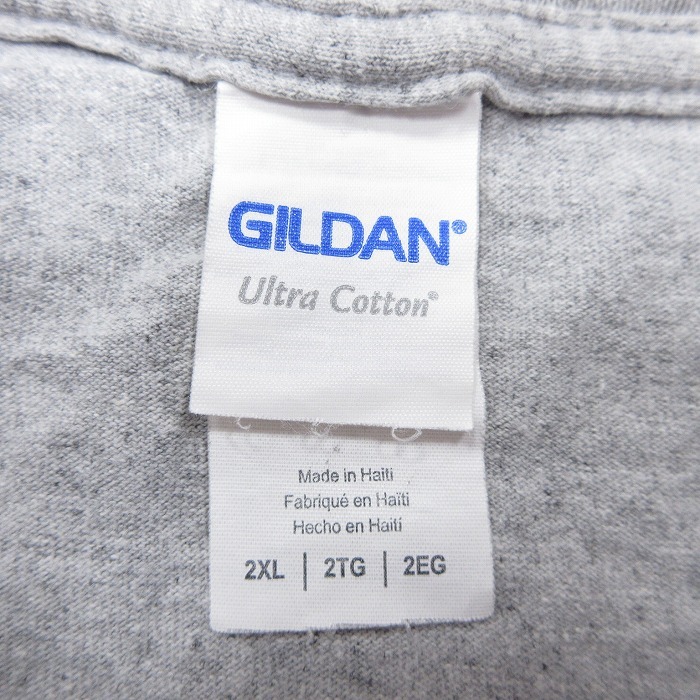 GILDAN®
Ultra Cotton®
Made in Haiti
Fabriqué en Haïti
Hecho en Haití
2XL | 2TG | 2EG